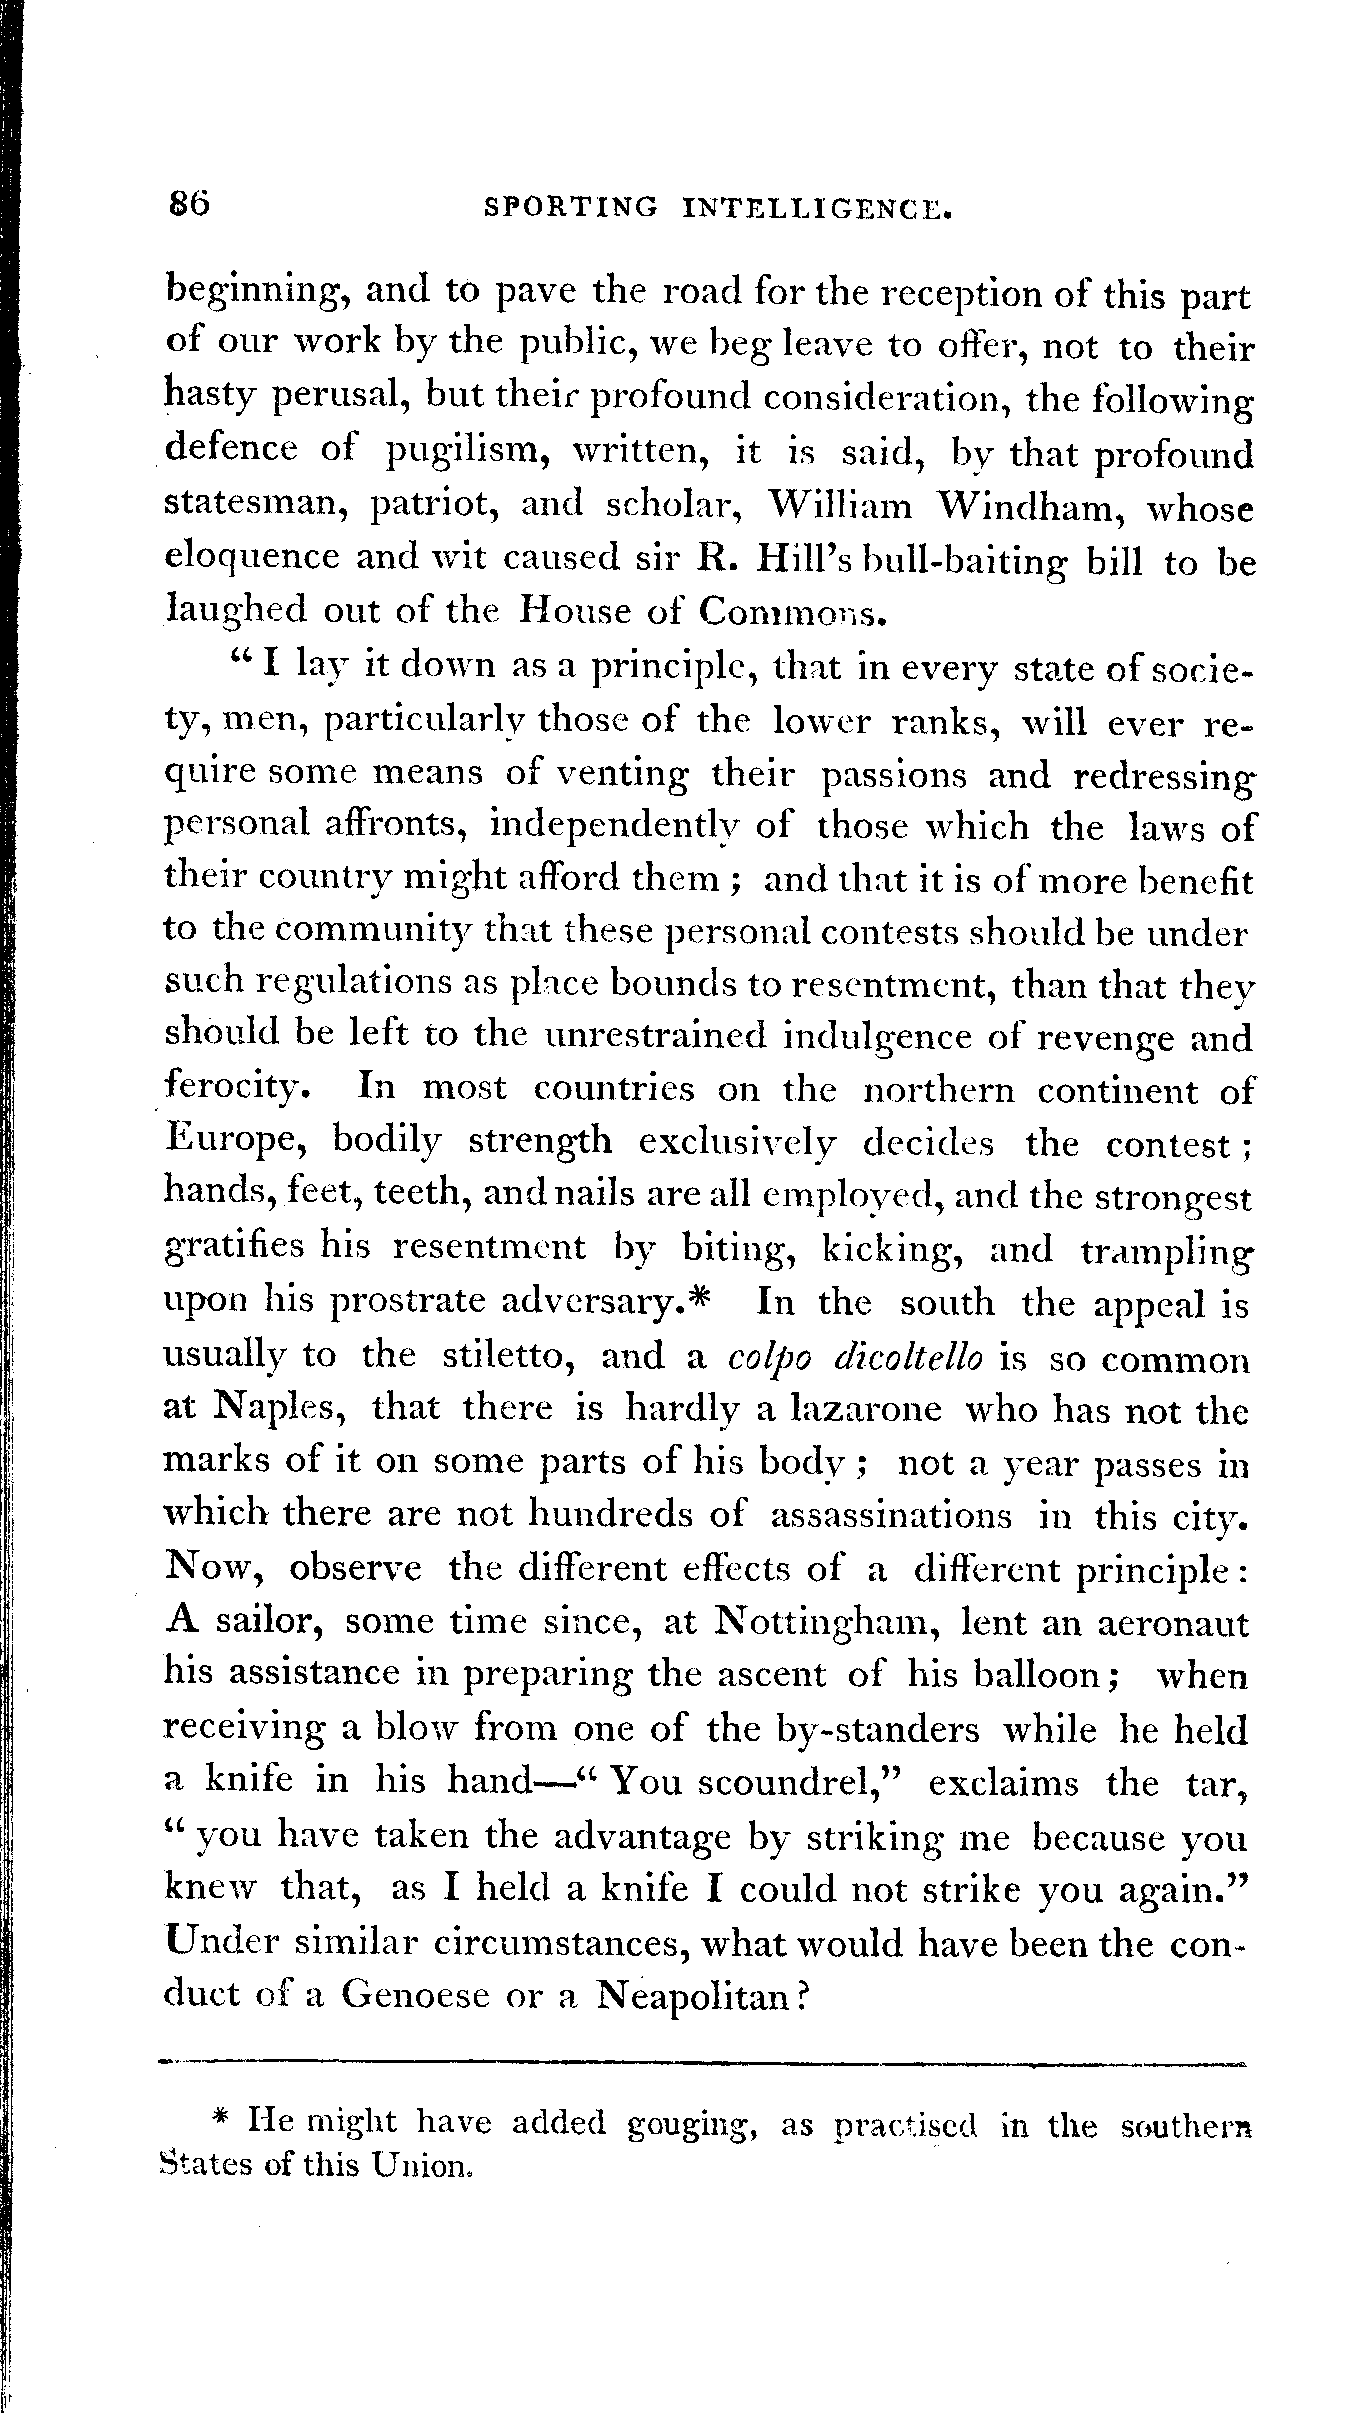 86 SPORTING INTELLIGENCE.
beginning, and to pave the road for the reception of this part
of our work by the public, we beg leave to offer, not to their
hasty perusal, but their profound consideration, the following
defence of pugilism, written, it is said, by that profound
statesman, patriot, and scholar, William Windham, whose
eloquence and wit caused sir R. Hill's bull-baiting bill to be
laughed out of the House of Commons.
“ I lay it down as a principle, that in every state of socie-
ty, men, particularly those of the lower ranks, will ever re-
quire some means of venting their passions and redressing
personal affronts, independently of those which the laws of
their country might afford them ; and that it is of more benefit
to the community that these personal contests should be under
such regulations as place bounds to resentment, than that they
should be left to the unrestrained indulgence of revenge and
ferocity. In most countries on the northern continent of
Europe, bodily strength exclusively decides the contest ;
hands, feet, teeth, and nails are all employed, and the strongest
gratifies his resentment by biting, kicking, and trampling
upon his prostrate adversary.* In the south the appeal is
usually to the stiletto, and a colpo dicoltello is so common
at Naples, that there is hardly a lazarone who has not the
marks of it on some parts of his body ; not a year passes in
which there are not hundreds of assassinations in this city.
Now, observe the different effects of a different principle :
A sailor, some time since, at Nottingham, lent an aeronaut
his assistance in preparing the ascent of his balloon ; when
receiving a blow from one of the by-standers while he held
a knife in his hand—“ You scoundrel,” exclaims the tar,
“ you have taken the advantage by striking me because you
knew that, as I held a knife I could not strike you again.”
Under similar circumstances, what would have been the con-
duct of a Genoese or a Neapolitan ?
* He might have added gouging, as practised in the southern
States of this Union.